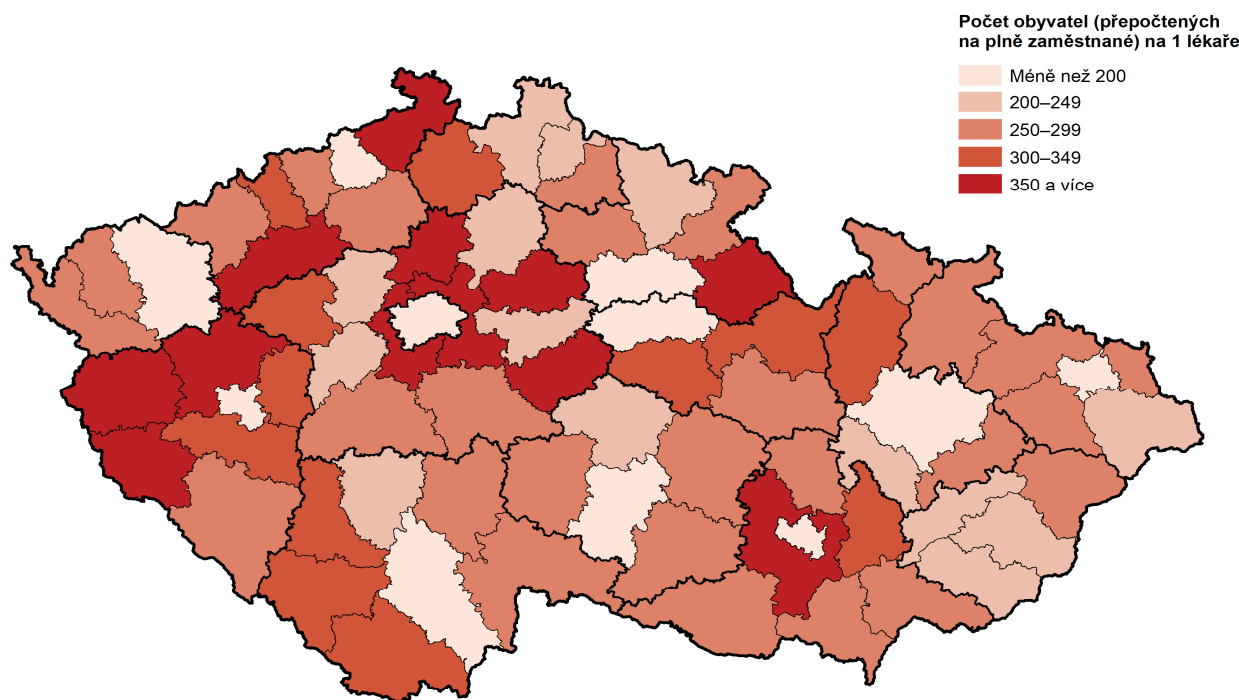 Počet obyvatel (přepočtených
na plně zaměstnané) na 1 lékaře
Méně než 200
200–249
250–299
300–349
350 a více